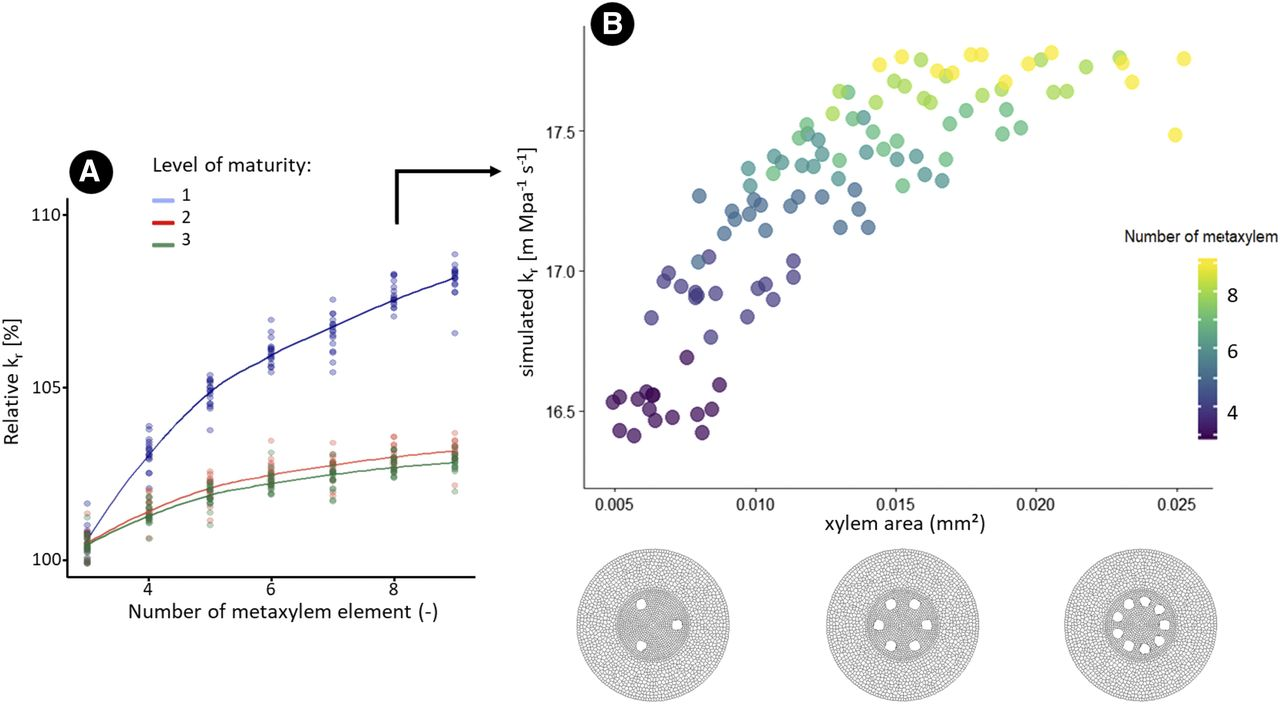 A
Level of maturity:
1
2
3
110
105
100
Relative kr [%]
4
6
8
Number of metaxylem element (-)
B
simulated kr [m Mpa-1 s-1]
17.5
17.0
16.5
0.005
0.010
0.015
0.020
0.025
xylem area (mm²)
Number of metaxylem
8
6
4